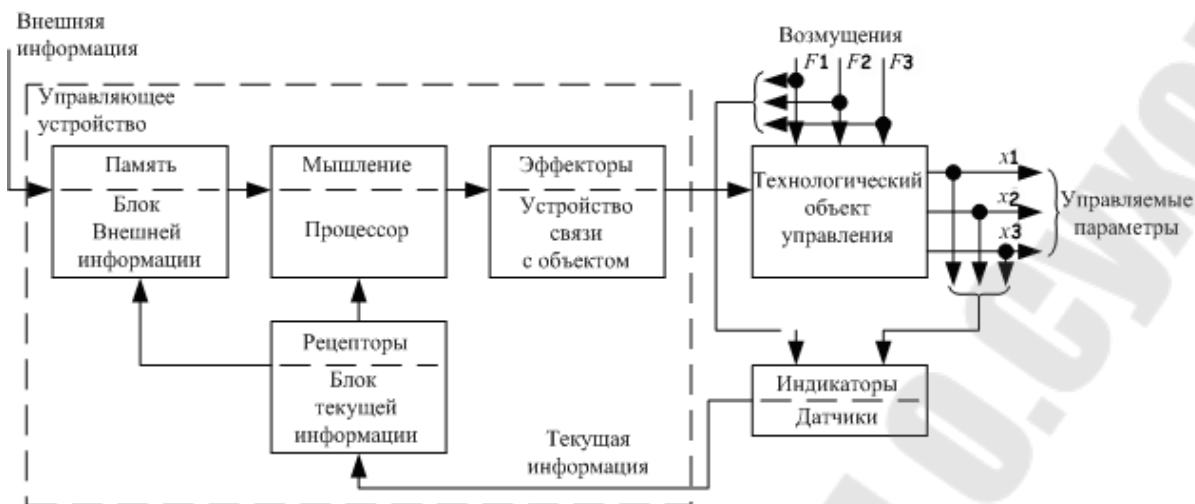 Внешняя
информация
Возмущения
F1 F2 F3
Управляющее
устройство
Память
Блок
Внешней
информации
Мышление
Процессор
Эффекторы
Устройство
связи
с объектом
Технологический
объект
управления
x1
x2
x3
Управляемые
параметры
Рецепторы
Блок
текущей
информации
Индикаторы
Датчики
Текущая
информация